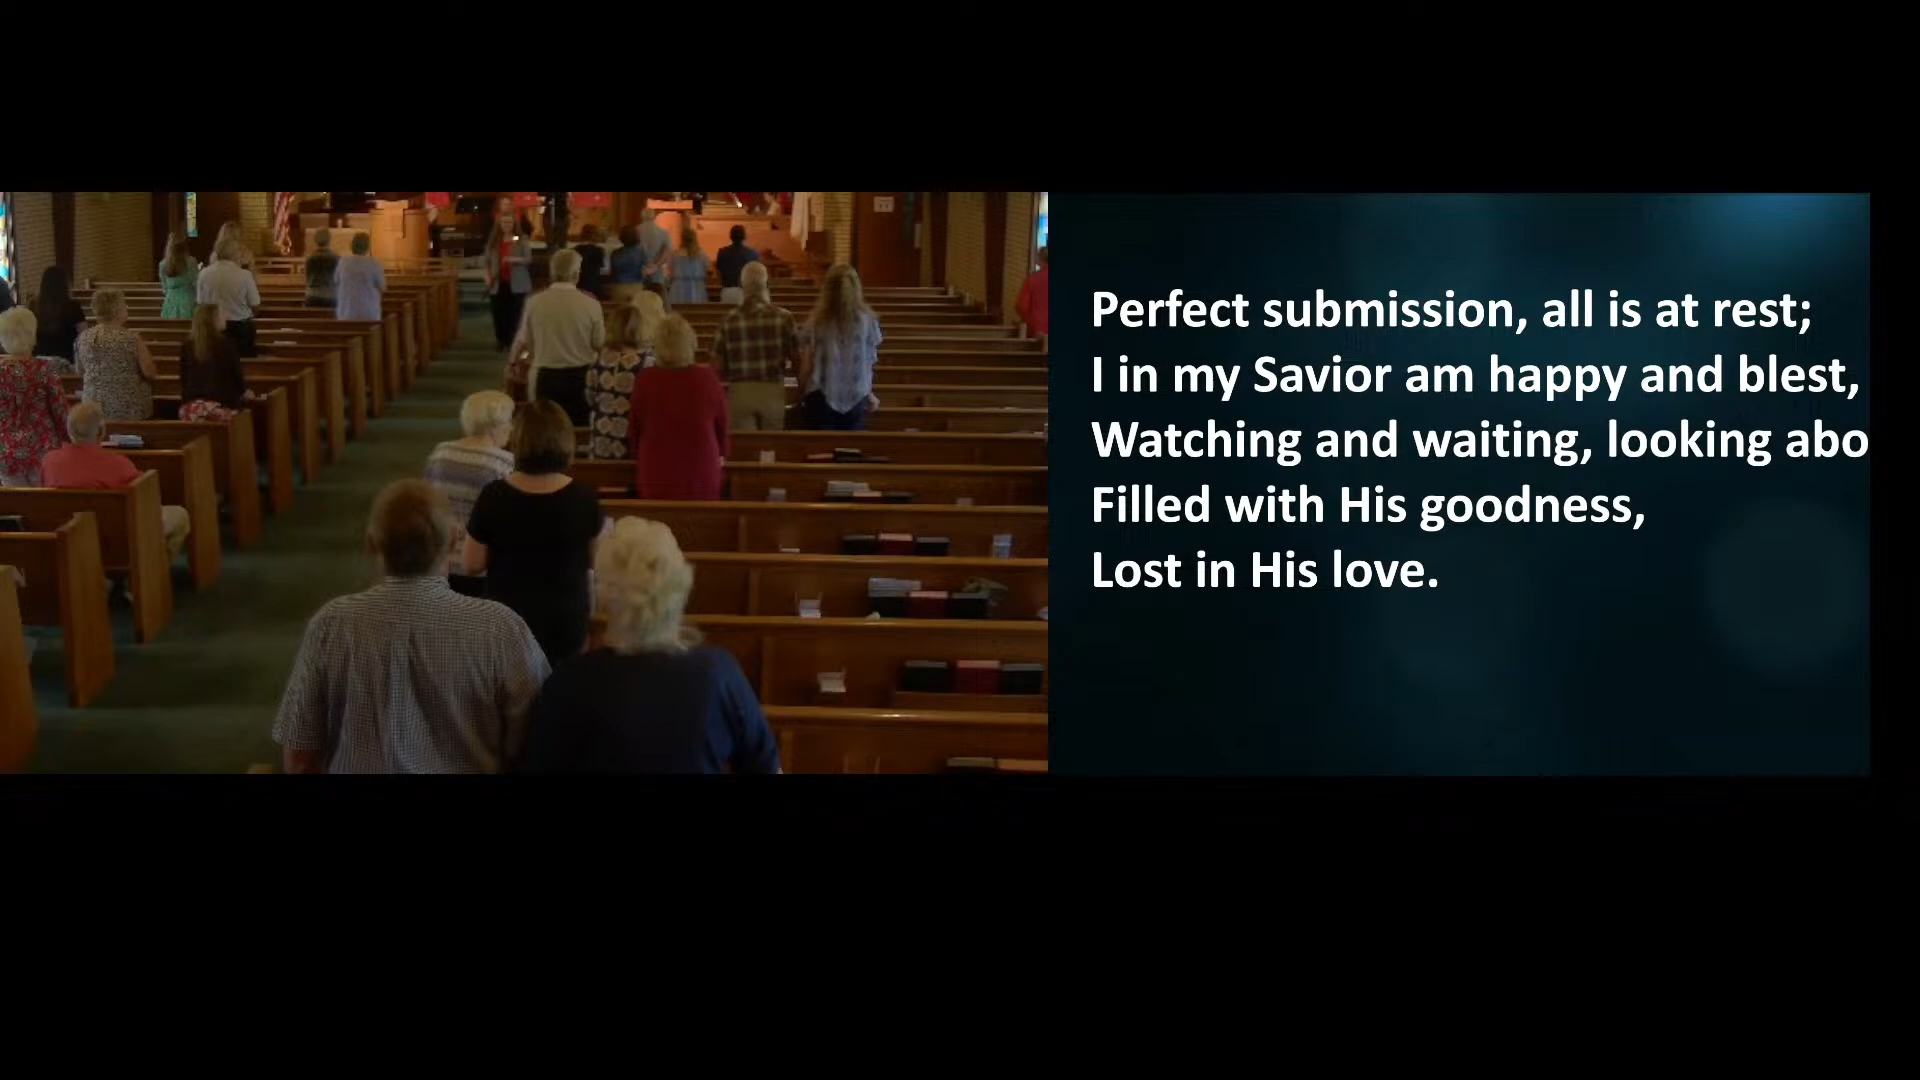 Perfect submission, all is at rest;
I in my Savior am happy and blest,
Watching and waiting, looking abo
Filled with His goodness,
Lost in His love.